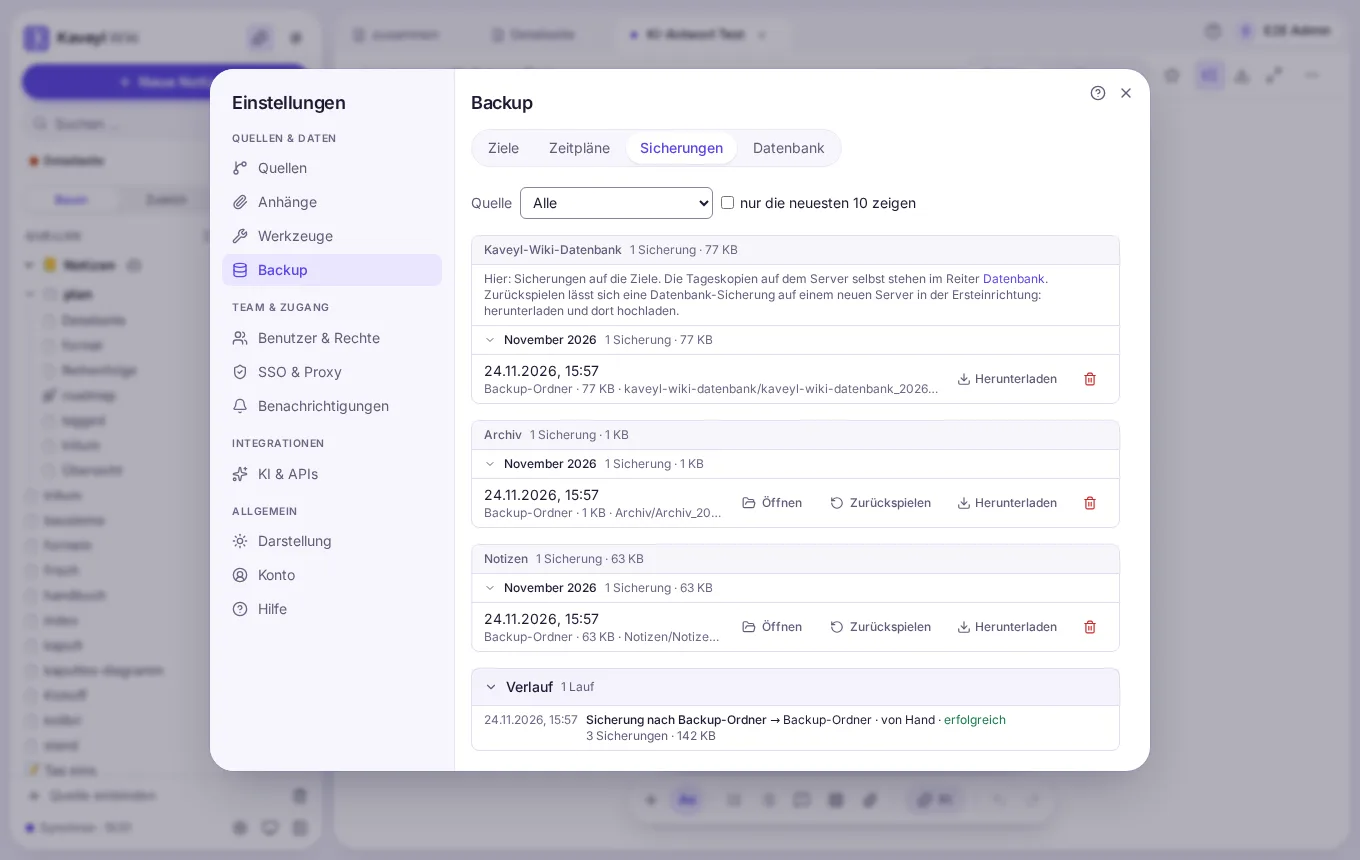 Kaveyl Wiki
E2E Admin
+ Neue Notiz
Suchen ...
Einstellungen
QUELLEN & DATEN
Quellen
Anhänge
Werkzeuge
Backup
TEAM & ZUGANG
Benutzer & Rechte
SSO & Proxy
Benachrichtigungen
INTEGRATIONEN
KI & APIs
ALLGEMEIN
Darstellung
Konto
Hilfe
Backup
Ziele
Zeitpläne
Sicherungen
Datenbank
Quelle Alle nur die neuesten 10 zeigen
Kaveyl-Wiki-Datenbank 1 Sicherung · 77 KB
Hier: Sicherungen auf die Ziele. Die Tageskopien auf dem Server selbst stehen im Reiter Datenbank.
Zurückspielen lässt sich eine Datenbank-Sicherung auf einem neuen Server in der Ersteinrichtung:
herunterladen und dort hochladen.
November 2026 1 Sicherung · 77 KB
24.11.2026, 15:57
Backup-Ordner · 77 KB · kaveyl-wiki-datenbank/kaveyl-wiki-datenbank_2026…
Herunterladen
Archiv 1 Sicherung · 1 KB
November 2026 1 Sicherung · 1 KB
24.11.2026, 15:57
Backup-Ordner · 1 KB · Archiv/Archiv_20…
Öffnen
Zurückspielen
Herunterladen
Notizen 1 Sicherung · 63 KB
November 2026 1 Sicherung · 63 KB
24.11.2026, 15:57
Backup-Ordner · 63 KB · Notizen/Notize…
Öffnen
Zurückspielen
Herunterladen
Verlauf 1 Lauf
24.11.2026, 15:57 Sicherung nach Backup-Ordner → Backup-Ordner · von Hand · erfolgreich
3 Sicherungen · 142 KB